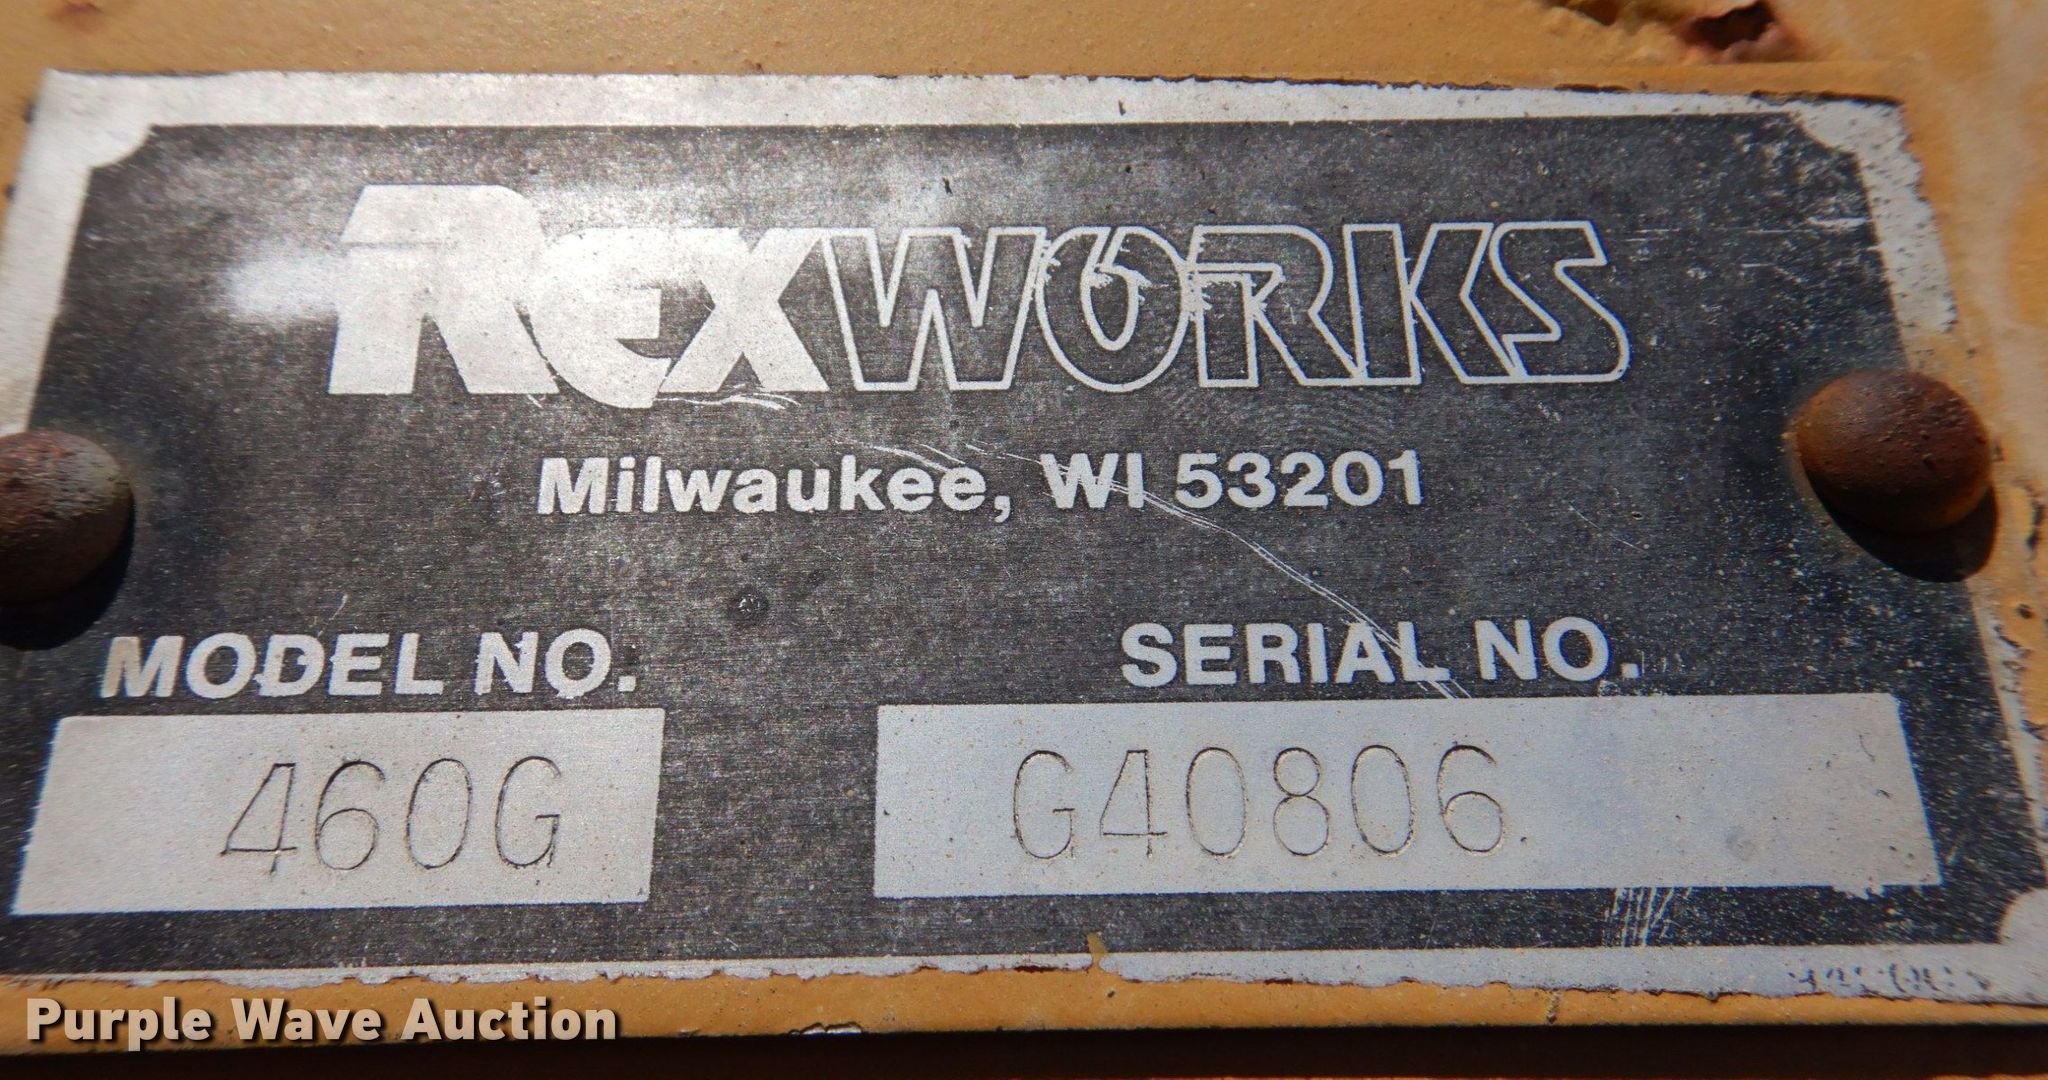 REXWORKS
Milwaukee, WI 53201
MODEL NO. SERIAL NO.
460G G40806
Purple Wave Auction